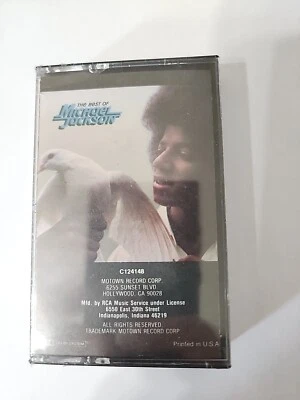 THE BEST OF
MICHAEL
JACKSON
C124148
MOTOWN RECORD CORP.
6255 SUNSET BLVD.
HOLLYWOOD, CA 90028
Mfd. by RCA Music Service under License
6550 East 30th Street
Indianapolis, Indiana 46219
ALL RIGHTS RESERVED
TRADEMARK MOTOWN RECORD CORP.
Printed in U.S.A.